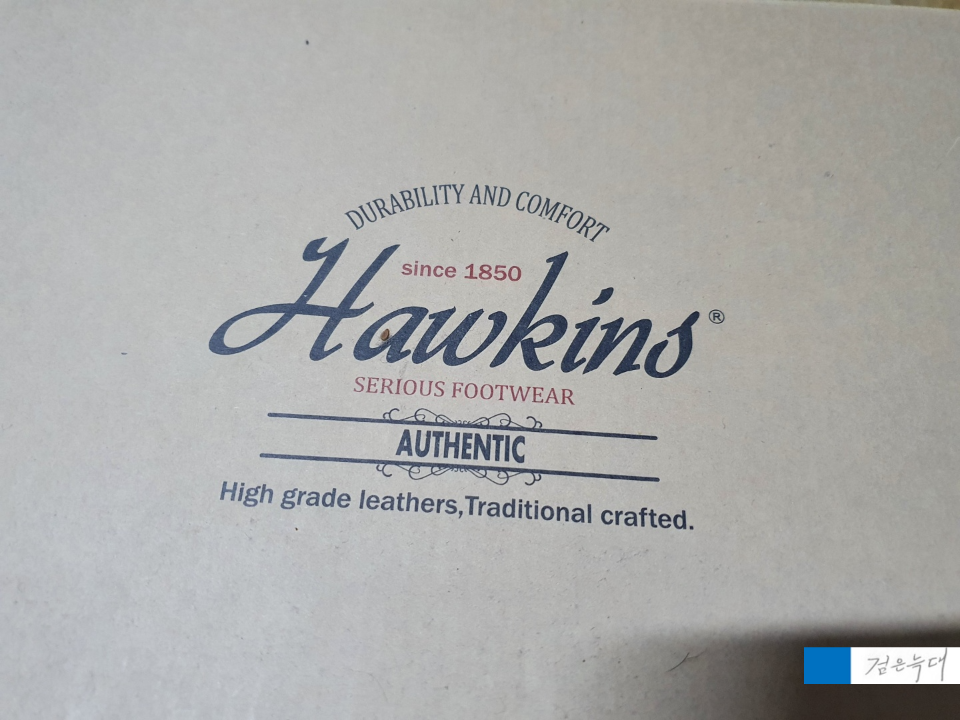 DURABILITY AND COMFORT
since 1850
Hawkins®
SERIOUS FOOTWEAR
AUTHENTIC
High grade leathers,Traditional crafted.
검은늑대